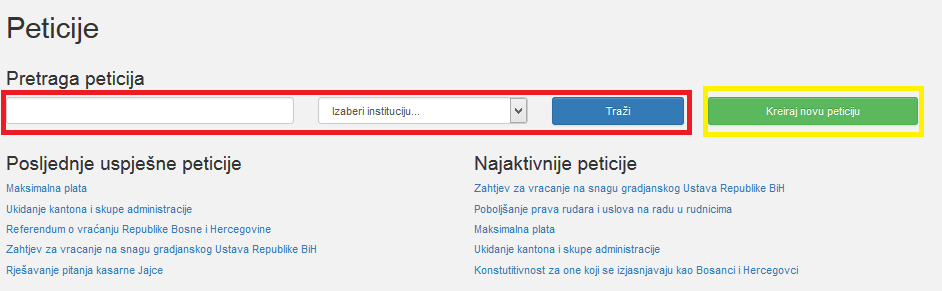 Peticije
Pretraga peticija
Izaberi instituciju... Traži Kreiraj novu peticiju
Posljednje uspješne peticije
Maksimalna plata
Ukidanje kantona i skupe administracije
Referendum o vraćanju Republike Bosne i Hercegovine
Zahtjev za vracanje na snagu gradjanskog Ustava Republike BiH
Rješavanje pitanja kasarne Jajce
Najaktivnije peticije
Zahtjev za vracanje na snagu gradjanskog Ustava Republike BiH
Poboljšanje prava rudara i uslova na radu u rudnicima
Maksimalna plata
Ukidanje kantona i skupe administracije
Konstutitivnost za one koji se izjasnjavaju kao Bosanci i Hercegovci